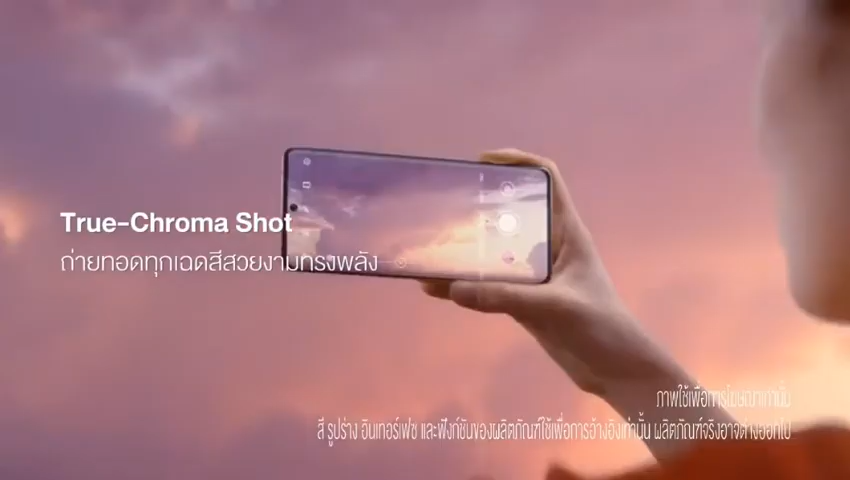 True-Chroma Shot
ถ่ายทอดทุกเฉดสีสวยงามทรงพลัง
ภาพใช้เพื่อการโฆษณาเท่านั้น
สี รูปร่าง อินเทอร์เฟซ และฟังก์ชันของผลิตภัณฑ์ใช้เพื่อการอ้างอิงเท่านั้น ผลิตภัณฑ์จริงอาจต่างออกไป